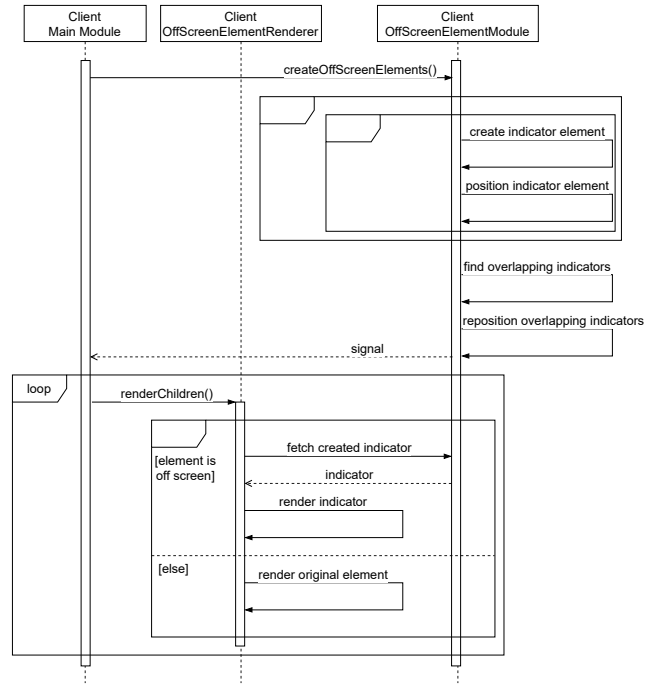 Client
Main Module
Client
OffScreenElementRenderer
Client
OffScreenElementModule
createOffScreenElements()
create indicator element
position indicator element
find overlapping indicators
reposition overlapping indicators
signal
loop
renderChildren()
[element is
off screen]
fetch created indicator
indicator
render indicator
[else]
render original element